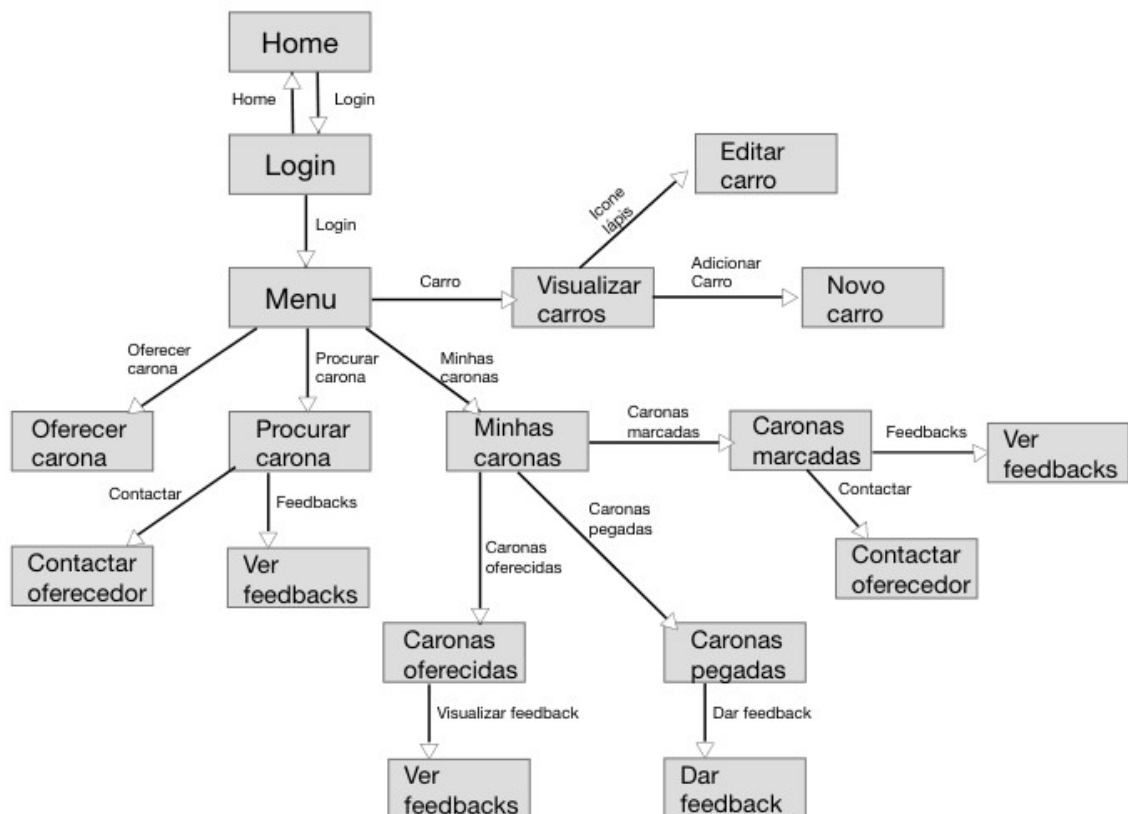 Home
Home
Login
Login
Login
Menu
Carro
Visualizar
carros
Icone
lápis
Editar
carro
Adicionar
Carro
Novo
carro
Oferecer
carona
Procurar
carona
Minhas
caronas
Oferecer
carona
Procurar
carona
Minhas
caronas
Caronas
marcadas
Caronas
marcadas
Feedbacks
Ver
feedbacks
Contactar
Feedbacks
Contactar
oferecedor
Ver
feedbacks
Caronas
oferecidas
Caronas
pegadas
Contactar
Contactar
oferecedor
Caronas
oferecidas
Caronas
pegadas
Visualizar feedback
Dar feedback
Ver
feedbacks
Dar
feedback